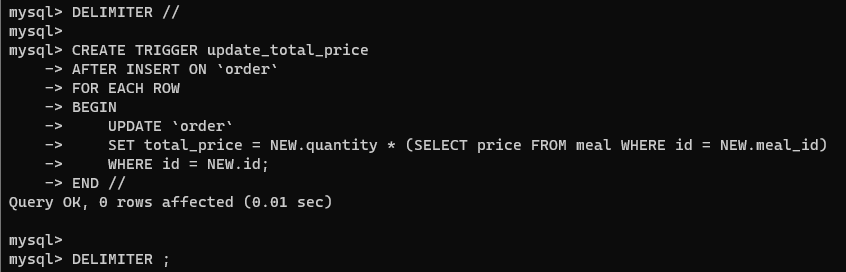 mysql> DELIMITER //
mysql>
mysql> CREATE TRIGGER update_total_price
    -> AFTER INSERT ON `order`
    -> FOR EACH ROW
    -> BEGIN
    ->     UPDATE `order`
    ->     SET total_price = NEW.quantity * (SELECT price FROM meal WHERE id = NEW.meal_id)
    ->     WHERE id = NEW.id;
    -> END //
Query OK, 0 rows affected (0.01 sec)

mysql>
mysql> DELIMITER ;